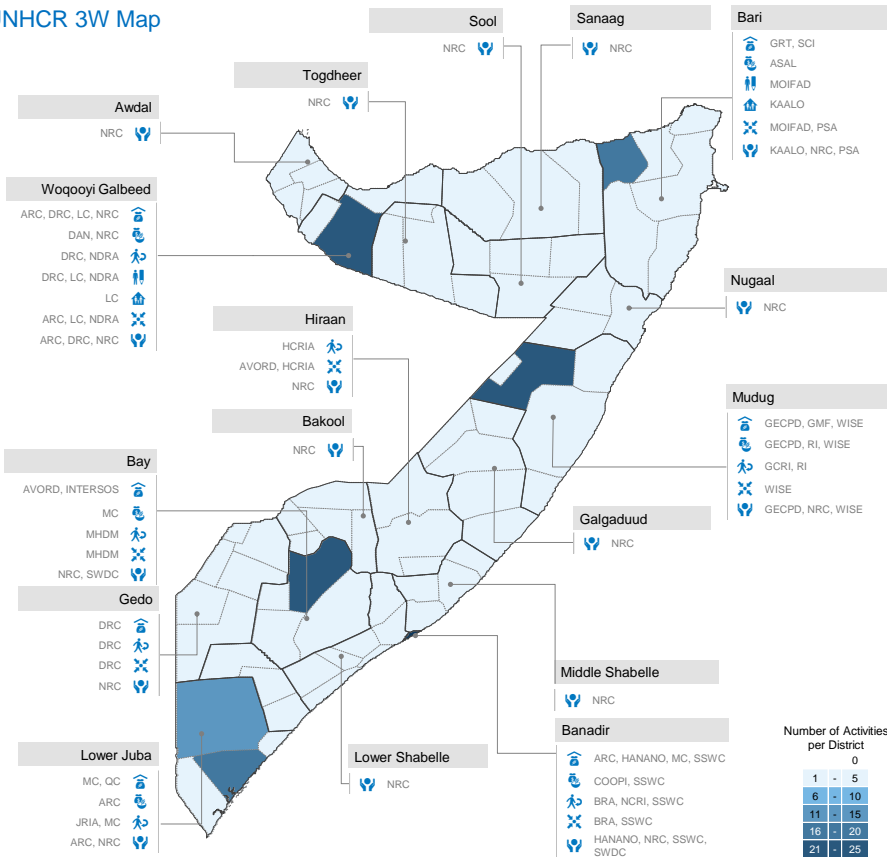 UNHCR 3W Map
Sool
NRC
Sanaag
NRC
Bari
GRT, SCI
ASAL
MOIFAD
KAALO
MOIFAD, PSA
KAALO, NRC, PSA
Togdheer
NRC
Awdal
NRC
Woqooyi Galbeed
ARC, DRC, LC, NRC
DAN, NRC
DRC, NDRA
DRC, LC, NDRA
LC
ARC, LC, NDRA
ARC, DRC, NRC
Nugaal
NRC
Hiraan
HCRIA
AVORD, HCRIA
NRC
Mudug
GECPD, GMF, WISE
GECPD, RI, WISE
GCRI, RI
WISE
GECPD, NRC, WISE
Bakool
NRC
Bay
AVORD, INTERSOS
MC
MHDM
MHDM
NRC, SWDC
Galgaduud
NRC
Gedo
DRC
DRC
DRC
NRC
Middle Shabelle
NRC
Banadir
ARC, HANANO, MC, SSWC
COOPI, SSWC
BRA, NCRI, SSWC
BRA, SSWC
HANANO, NRC, SSWC,
SWDC
Lower Juba
MC, QC
ARC
JRIA, MC
ARC, NRC
Lower Shabelle
NRC
Number of Activities
per District
0
1 - 5
6 - 10
11 - 15
16 - 20
21 - 25